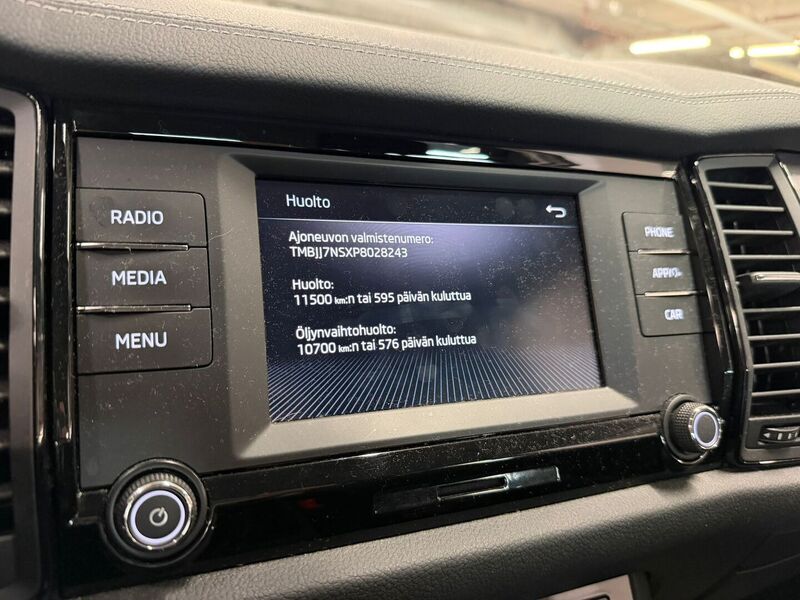 Huolto
RADIO
MEDIA
MENU
Ajoneuvon valmistenumero:
TMBJJ7NSXP8028243
Huolto:
11500 km:n tai 595 päivän kuluttua
Öljynvaihtohuolto:
10700 km:n tai 576 päivän kuluttua
PHONE
CAR